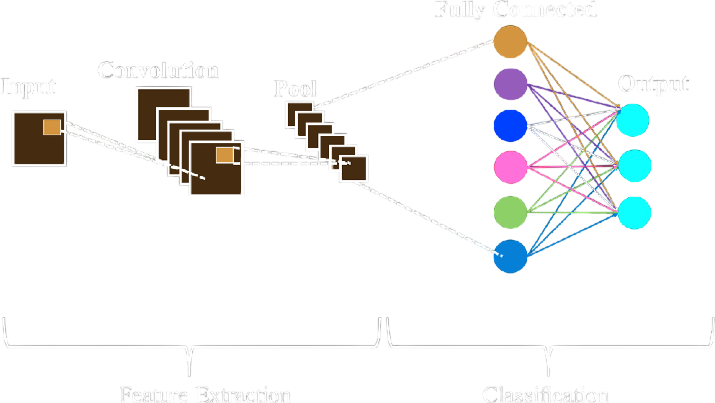 Fully Connected
Input
Convolution
Pool
Output
Feature Extraction
Classification